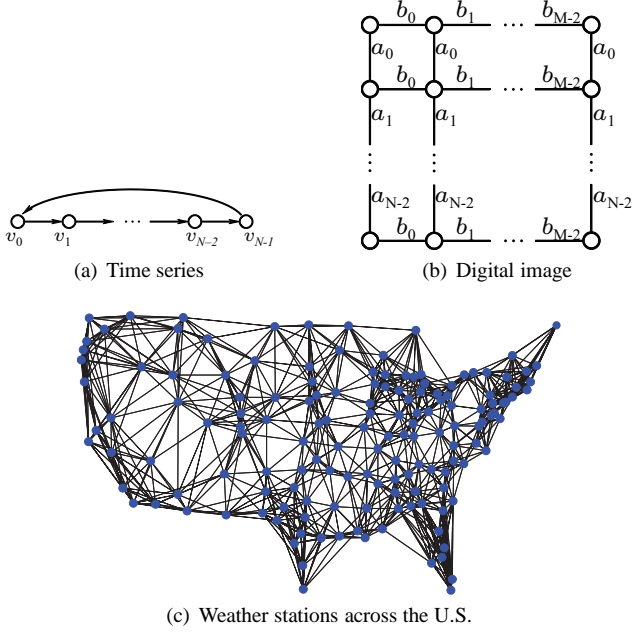 b0 b1 ... bM-2
a0 a0 a0
b0 b1 ... bM-2
a1 a1 a1
⋮ ⋮ ⋮
aN-2 aN-2 aN-2
b0 b1 ... bM-2
...
v0 v1 vN-2 vN-1
(a) Time series
(b) Digital image
(c) Weather stations across the U.S.